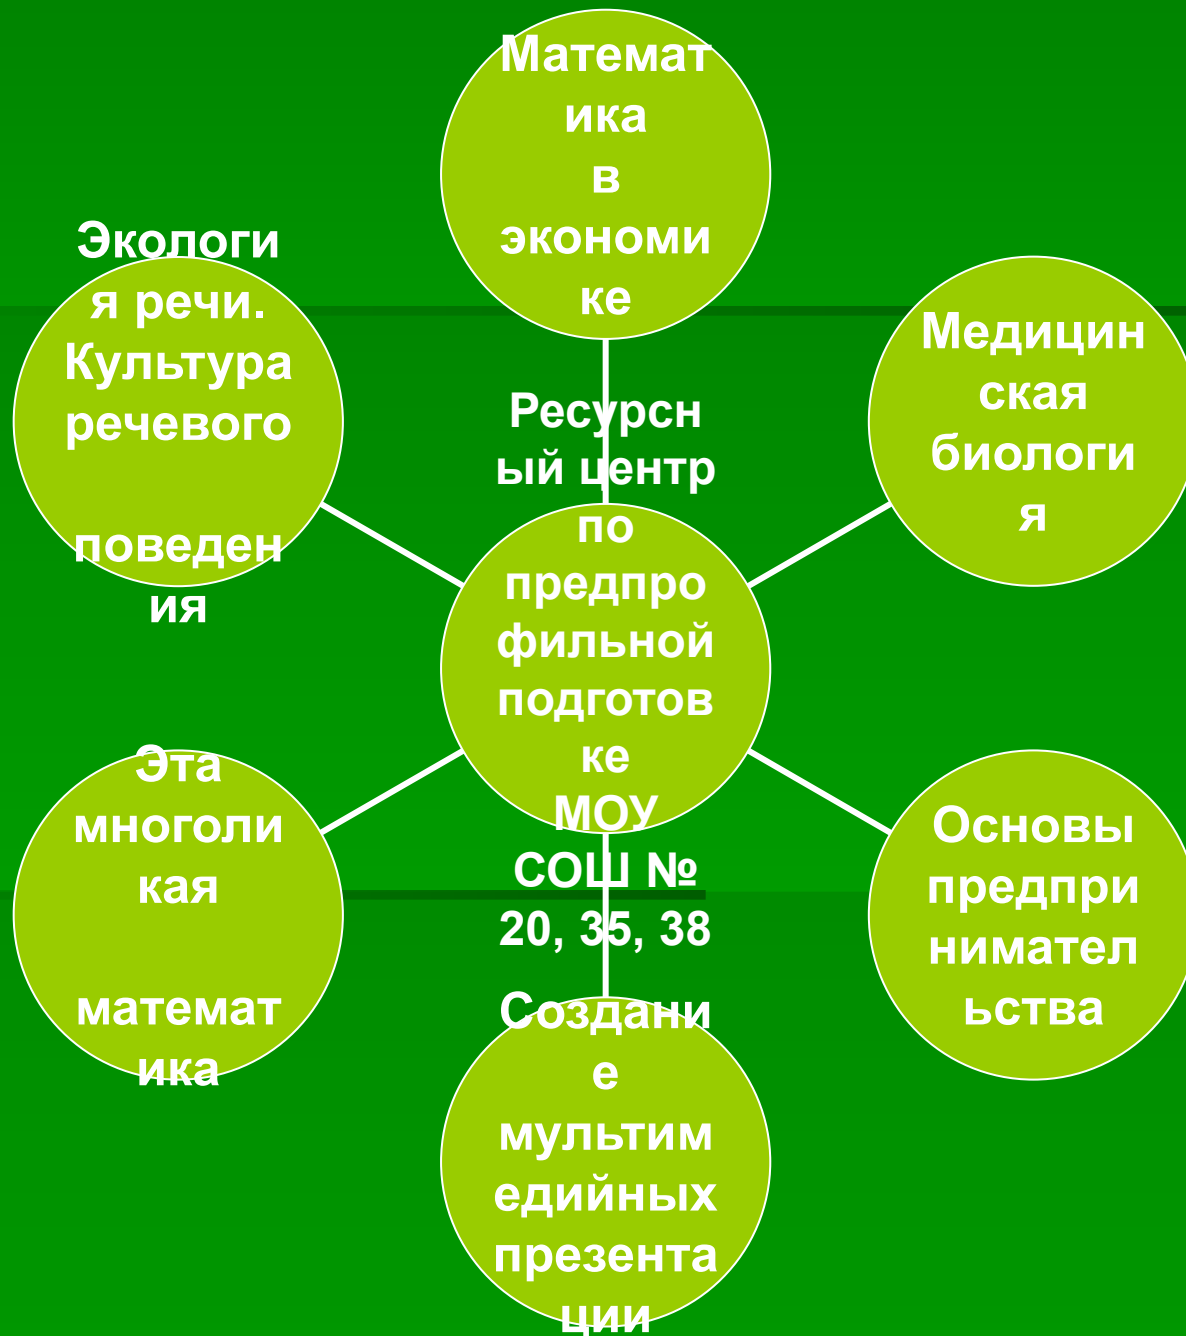 Математ
ика
в
экономи
ке
Экологи
я речи.
Культура
речевого
поведен
ия
Медицин
ская
биологи
я
Ресурсн
ый центр
по
предпро
фильной
подготов
ке
МОУ
СОШ №
20, 35, 38
Эта
многоли
кая
математ
ика
Основы
предпри
нимател
ьства
Создани
е
мультим
едийных
презента
ции